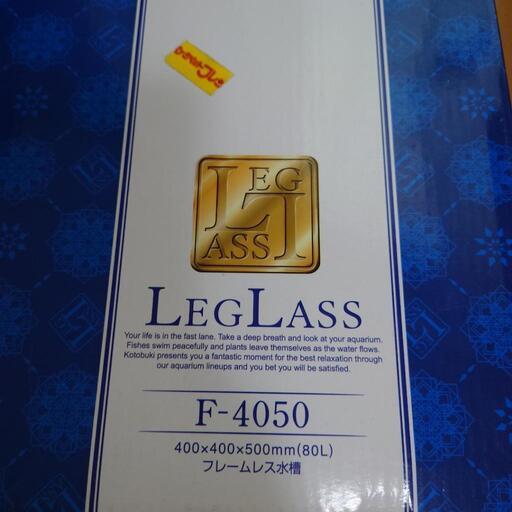 LEG
LASS
LEGLASS
Your life is in the fast lane. Take a deep breath and look at your aquarium.
Fishes swim peacefully and plants leave themselves as the water flows.
Kotobuki presents you a fantastic moment for the best relaxation through
our aquarium lineups and you bet you will be satisfied.
F-4050
400×400×500mm(80L)
フレームレス水槽